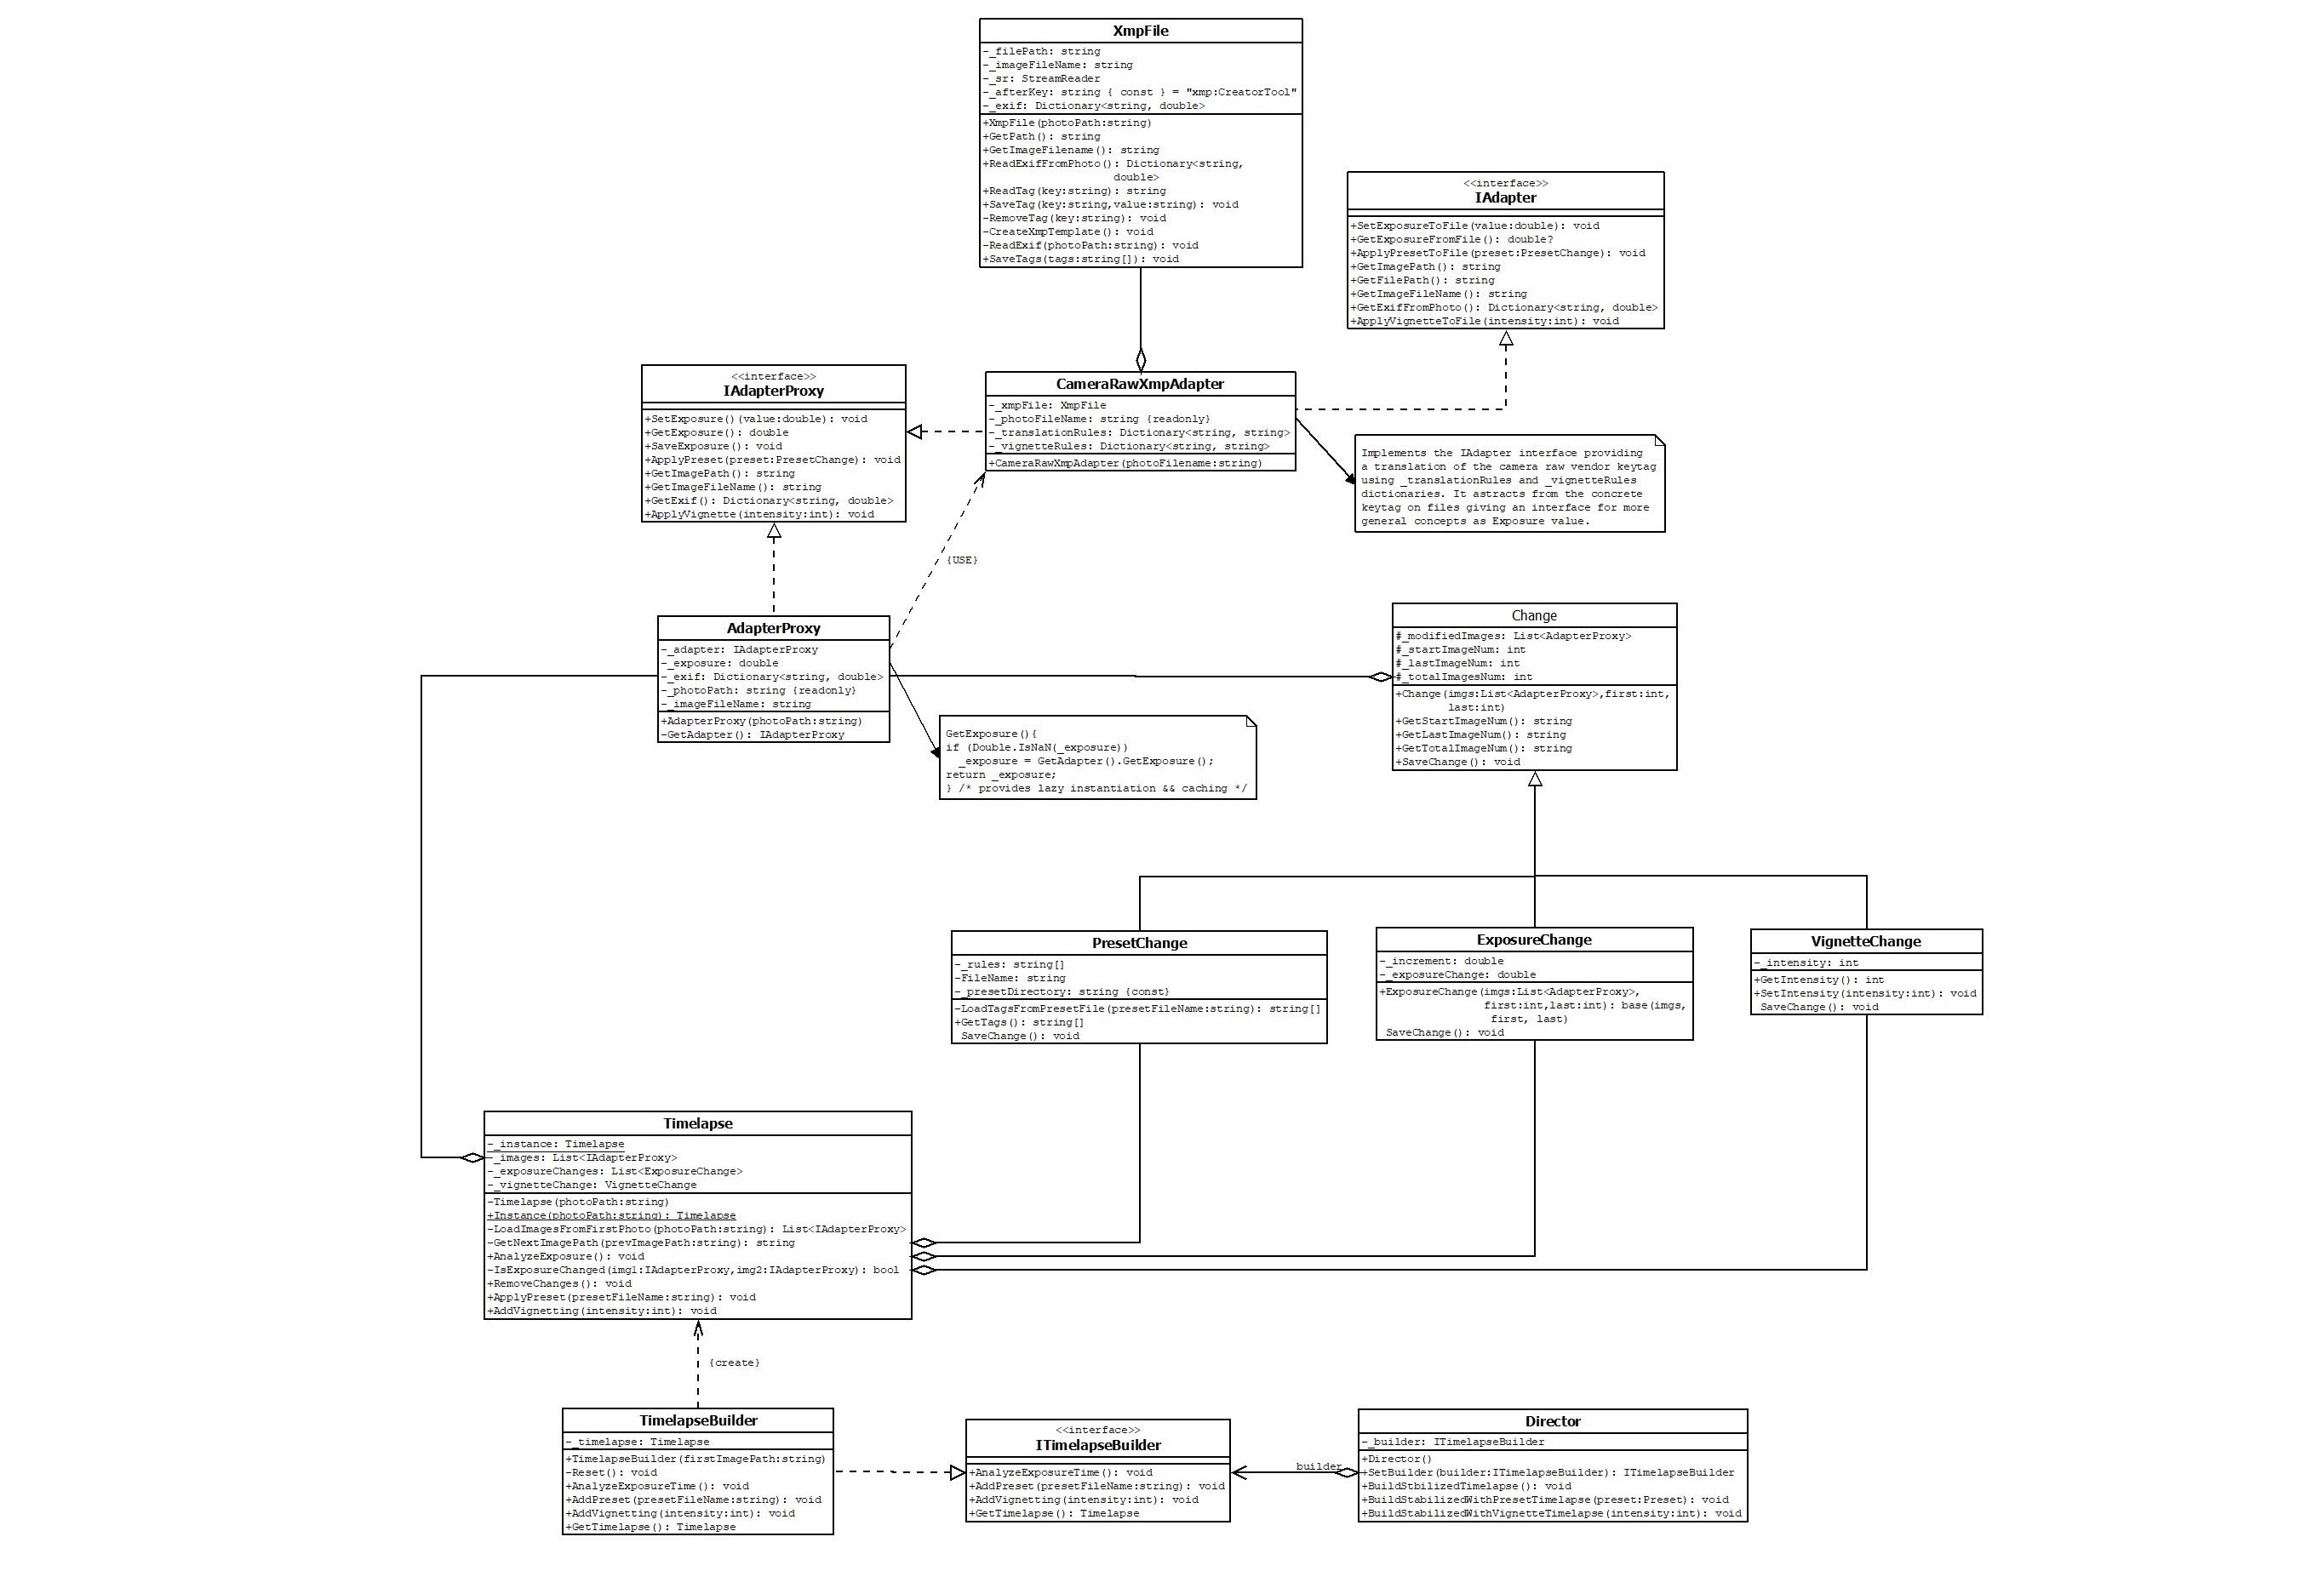 XmpFile
-_filePath: string
-_imageFileName: string
-_sr: StreamReader
-_afterKey: string { const } = "xmp:CreatorTool"
-_exif: Dictionary<string, double>
+XmpFile(photoPath:string)
+GetPath(): string
+GetImageFilename(): string
+ReadExifFromPhoto(): Dictionary<string,
double>
+ReadTag(key:string): string
+SaveTag(key:string,value:string): void
-RemoveTag(key:string): void
-CreateXmpTemplate(): void
-ReadExif(photoPath:string): void
+SaveTags(tags:string[]): void
<<interface>>
IAdapter
+SetExposureToFile(value:double): void
+GetExposureFromFile(): double?
+ApplyPresetToFile(preset:PresetChange): void
+GetImagePath(): string
+GetFilePath(): string
+GetImageFileName(): string
+GetExifFromPhoto(): Dictionary<string, double>
+ApplyVignetteToFile(intensity:int): void
<<interface>>
IAdapterProxy
+SetExposure()(value:double): void
+GetExposure(): double
+SaveExposure(): void
+ApplyPreset(preset:PresetChange): void
+GetImagePath(): string
+GetImageFileName(): string
+GetExif(): Dictionary<string, double>
+ApplyVignette(intensity:int): void
CameraRawXmpAdapter
-_xmpFile: XmpFile
-_photoFileName: string {readonly}
-_translationRules: Dictionary<string, string>
-_vignetteRules: Dictionary<string, string>
+CameraRawXmpAdapter(photoFilename:string)
Implements the IAdapter interface providing
a translation of the camera raw vendor keytag
using _translationRules and _vignetteRules
dictionaries. It astracts from the concrete
keytag on files giving an interface for more
general concepts as Exposure value.
{USE}
AdapterProxy
-_adapter: IAdapterProxy
-_exposure: double
-_exif: Dictionary<string, double>
-_photoPath: string {readonly}
-_imageFileName: string
+AdapterProxy(photoPath:string)
-GetAdapter(): IAdapterProxy
GetExposure(){
if (Double.IsNaN(_exposure))
_exposure = GetAdapter().GetExposure();
return _exposure;
} /* provides lazy instantiation && caching */
Change
#_modifiedImages: List<AdapterProxy>
#_startImageNum: int
#_lastImageNum: int
#_totalImagesNum: int
+Change(imgs:List<AdapterProxy>,first:int,
last:int)
+GetStartImageNum(): string
+GetLastImageNum(): string
+GetTotalImageNum(): string
+SaveChange(): void
PresetChange
-_rules: string[]
-FileName: string
-_presetDirectory: string {const}
-LoadTagsFromPresetFile(presetFileName:string): string[]
+GetTags(): string[]
SaveChange(): void
ExposureChange
-_increment: double
-_exposureChange: double
+ExposureChange(imgs:List<AdapterProxy>,
first:int,last:int): base(imgs,
first, last)
SaveChange(): void
VignetteChange
-_intensity: int
+GetIntensity(): int
+SetIntensity(intensity:int): void
SaveChange(): void
Timelapse
-_instance: Timelapse
-_images: List<IAdapterProxy>
-_exposureChanges: List<ExposureChange>
-_vignetteChange: VignetteChange
-Timelapse(photoPath:string)
+Instance(photoPath:string): Timelapse
-LoadImagesFromFirstPhoto(photoPath:string): List<IAdapterProxy>
-GetNextImagePath(prevImagePath:string): string
+AnalyzeExposure(): void
-IsExposureChanged(img1:IAdapterProxy,img2:IAdapterProxy): bool
+RemoveChanges(): void
+ApplyPreset(presetFileName:string): void
+AddVignetting(intensity:int): void
{create}
TimelapseBuilder
-_timelapse: Timelapse
+TimelapseBuilder(firstImagePath:string)
-Reset(): void
+AnalyzeExposureTime(): void
+AddPreset(presetFileName:string): void
+AddVignetting(intensity:int): void
+GetTimelapse(): Timelapse
<<interface>>
ITimelapseBuilder
+AnalyzeExposureTime(): void
+AddPreset(presetFileName:string): void
+AddVignetting(intensity:int): void
+GetTimelapse(): Timelapse
builder
Director
-_builder: ITimelapseBuilder
+Director()
+SetBuilder(builder:ITimelapseBuilder): ITimelapseBuilder
+BuildStbilizedTimelapse(): void
+BuildStabilizedWithPresetTimelapse(preset:Preset): void
+BuildStabilizedWithVignetteTimelapse(intensity:int): void